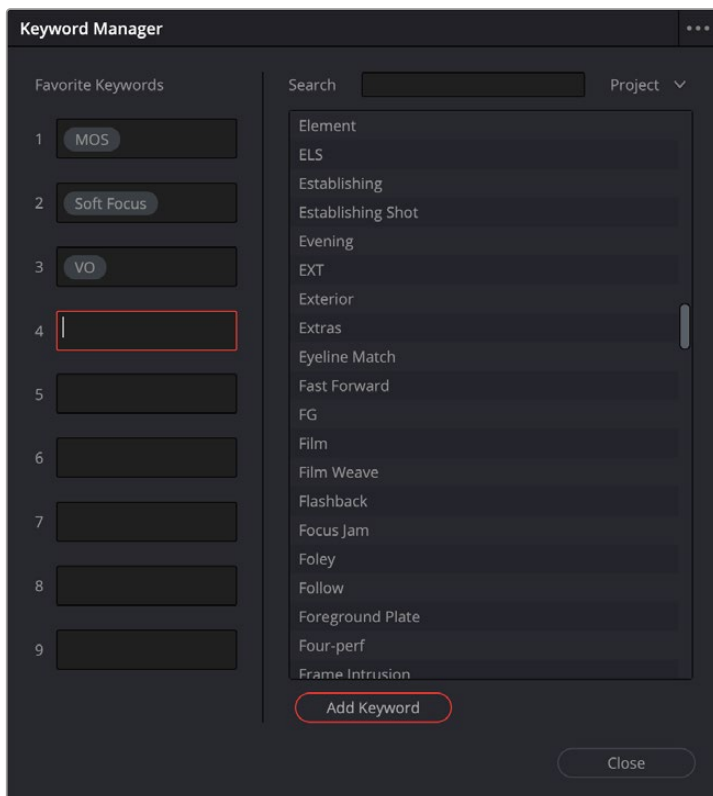 Keyword Manager
Favorite Keywords
1 MOS
2 Soft Focus
3 VO
4
5
6
7
8
9
Search
Project
Element
ELS
Establishing
Establishing Shot
Evening
EXT
Exterior
Extras
Eyeline Match
Fast Forward
FG
Film
Film Weave
Flashback
Focus Jam
Foley
Follow
Foreground Plate
Four-perf
Frame Intrusion
Add Keyword
Close